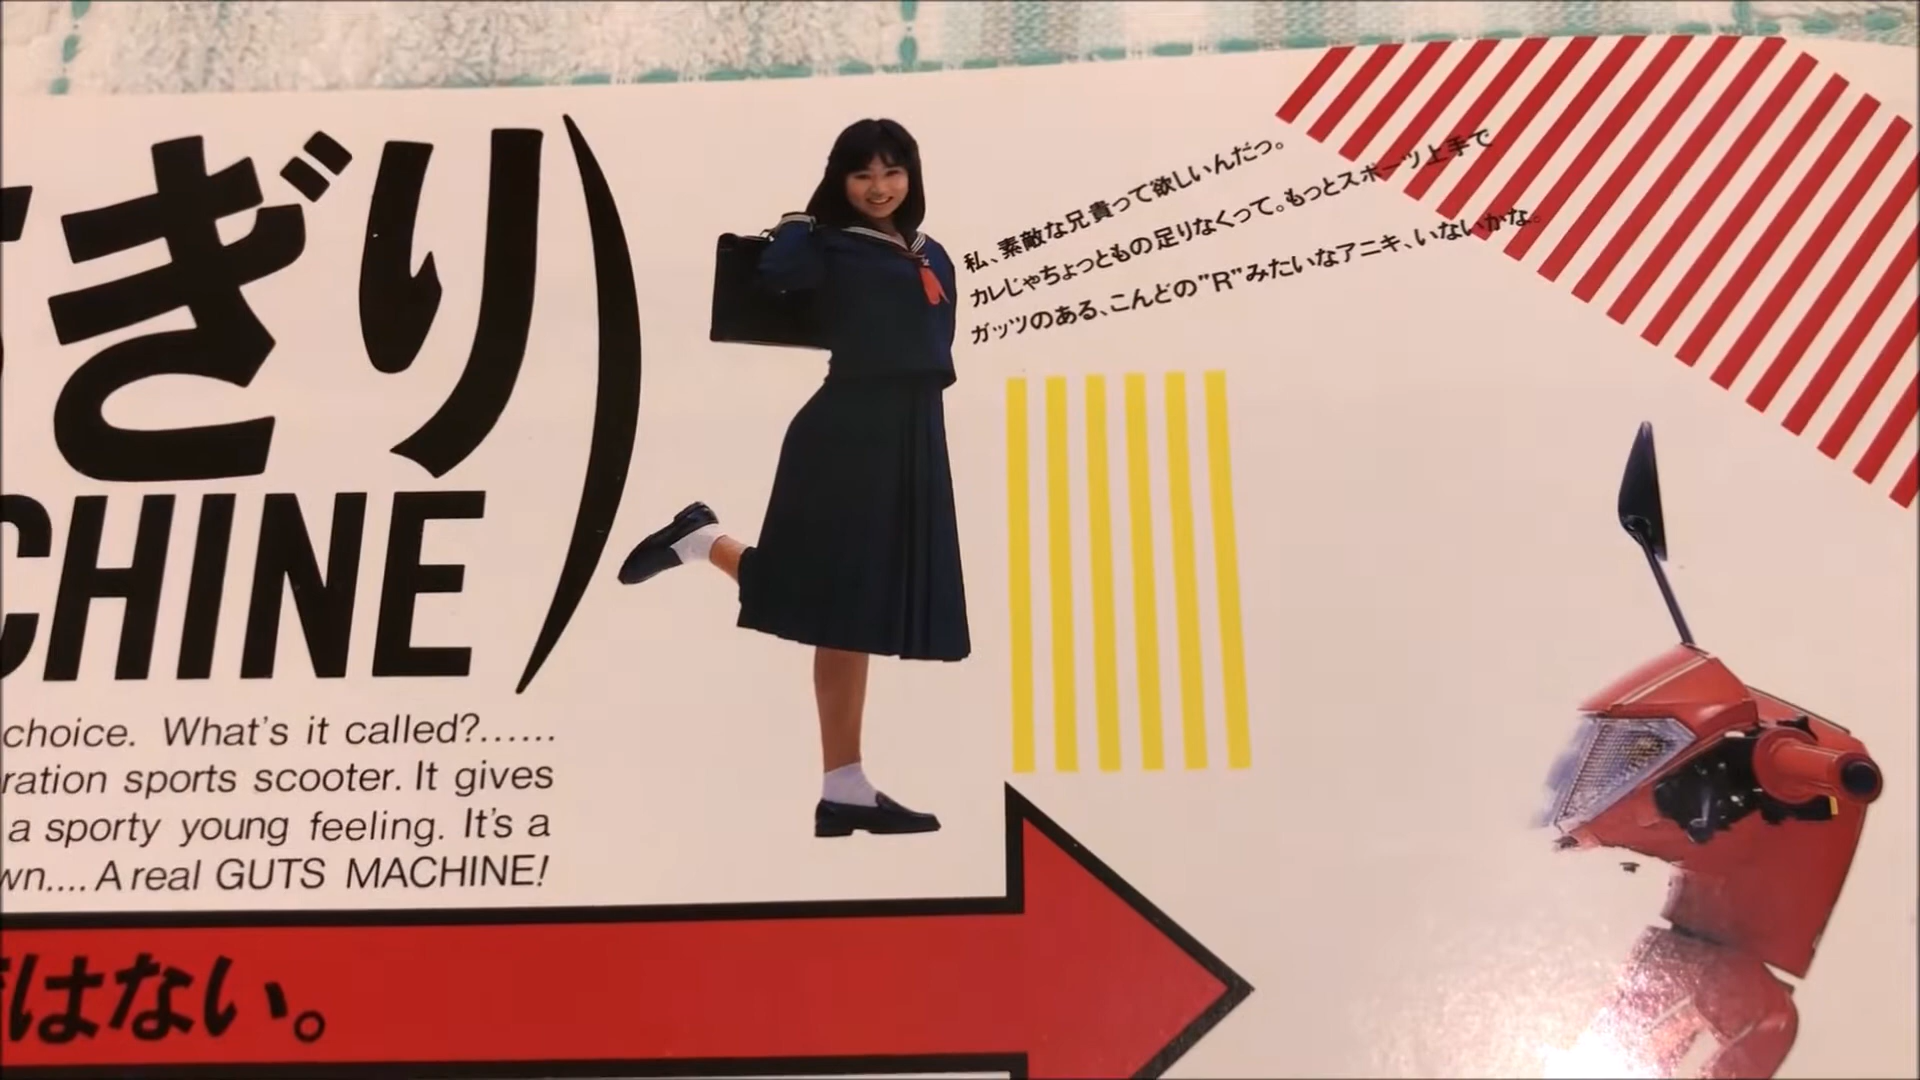 ぎり)
CHINE
私、素敵な兄貴って欲しいんだっ。
カレじゃちょっともの足りなくって。もっとスポーツ上手で
ガッツのある、こんどの"R"みたいなアニキ、いないかな。
choice. What's it called?......
ration sports scooter. It gives
a sporty young feeling. It's a
wn.... A real GUTS MACHINE!
はない。